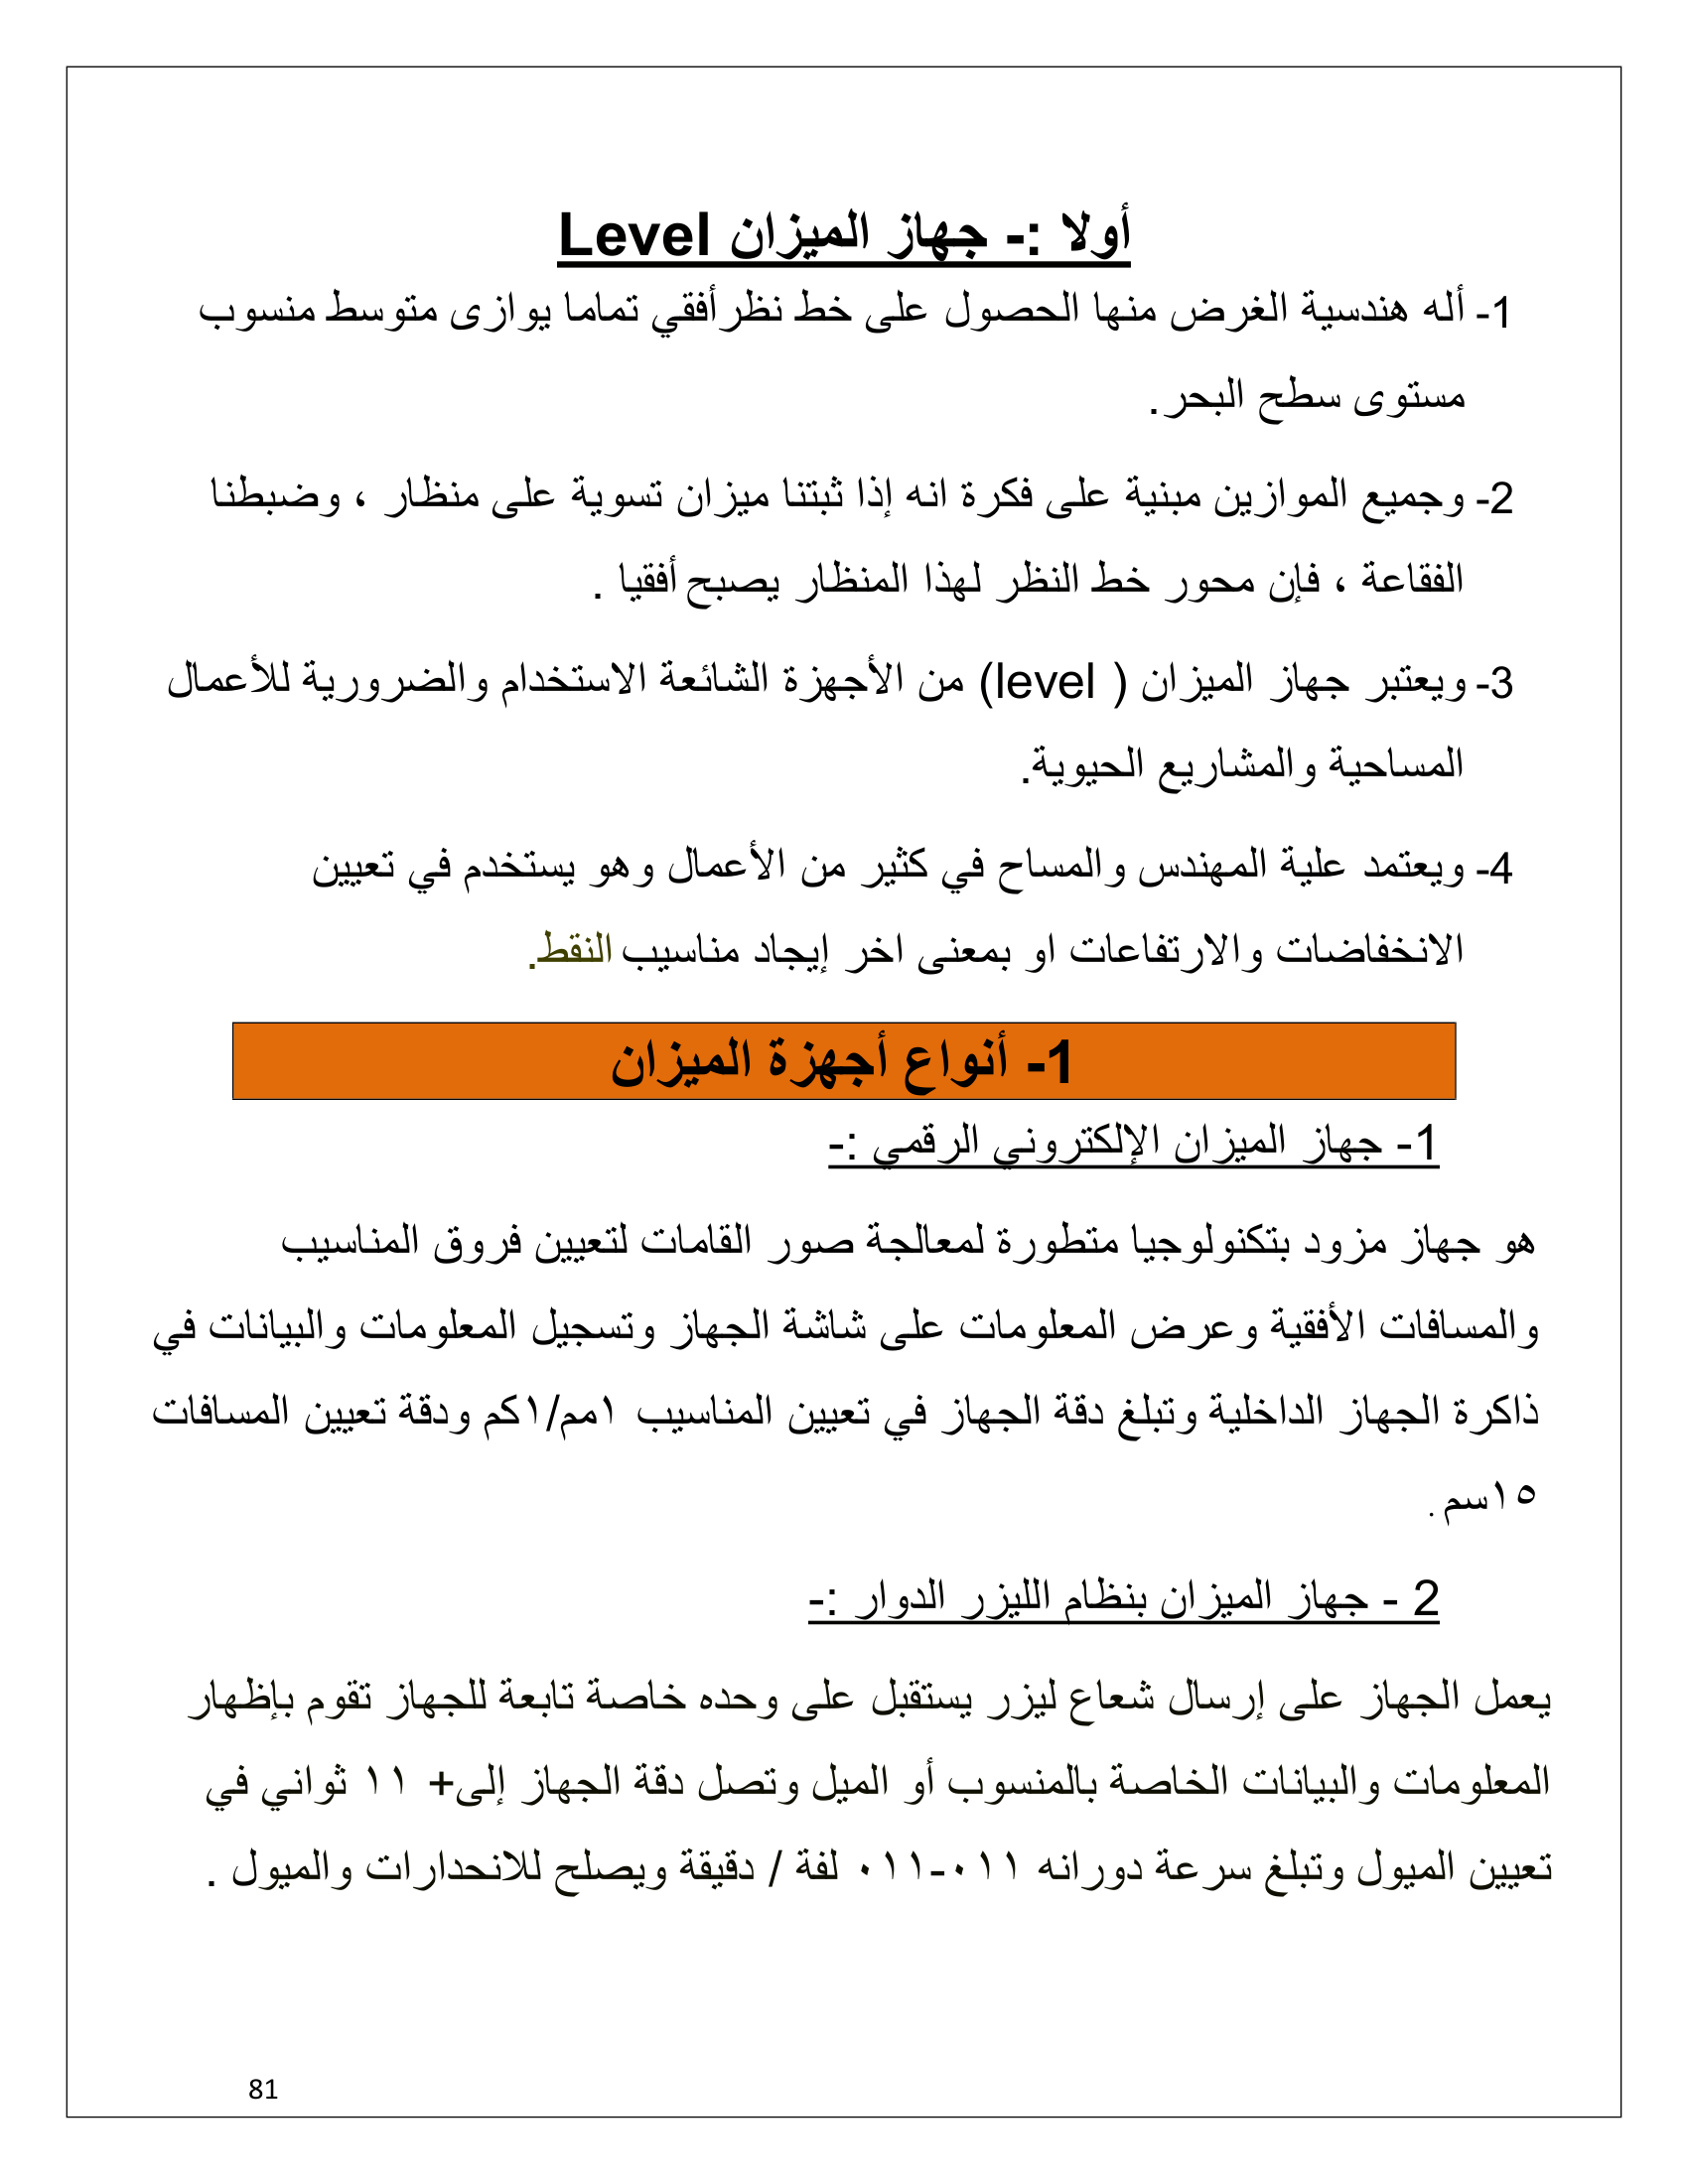 أولا :- جهاز الميزان Level
1- أله هندسية الغرض منها الحصول على خط نظرأفقي تماما يوازى متوسط منسوب
مستوى سطح البحر.
2- وجميع الموازين مبنية على فكرة انه إذا ثبتنا ميزان تسوية على منظار ، وضبطنا
الفقاعة ، فإن محور خط النظر لهذا المنظار يصبح أفقيا .
3- ويعتبر جهاز الميزان ( level) من الأجهزة الشائعة الاستخدام والضرورية للأعمال
المساحية والمشاريع الحيوية.
4- ويعتمد علية المهندس والمساح في كثير من الأعمال وهو يستخدم في تعيين
الانخفاضات والارتفاعات او بمعنى اخر إيجاد مناسيب النقط.
1- أنواع أجهزة الميزان
1- جهاز الميزان الإلكتروني الرقمي :-
هو جهاز مزود بتكنولوجيا متطورة لمعالجة صور القامات لتعيين فروق المناسيب
والمسافات الأفقية وعرض المعلومات على شاشة الجهاز وتسجيل المعلومات والبيانات في
ذاكرة الجهاز الداخلية وتبلغ دقة الجهاز في تعيين المناسيب ١مم/١كم ودقة تعيين المسافات
١٥سم .
2 - جهاز الميزان بنظام الليزر الدوار :-
يعمل الجهاز على إرسال شعاع ليزر يستقبل على وحده خاصة تابعة للجهاز تقوم بإظهار
المعلومات والبيانات الخاصة بالمنسوب أو الميل وتصل دقة الجهاز إلى+ ١١ ثواني في
تعيين الميول وتبلغ سرعة دورانه ٠١١-٠١١ لفة / دقيقة ويصلح للانحدارات والميول .
81